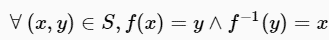 ∀ (x, y) ∈ S, f(x) = y ∧ f⁻¹(y) = x